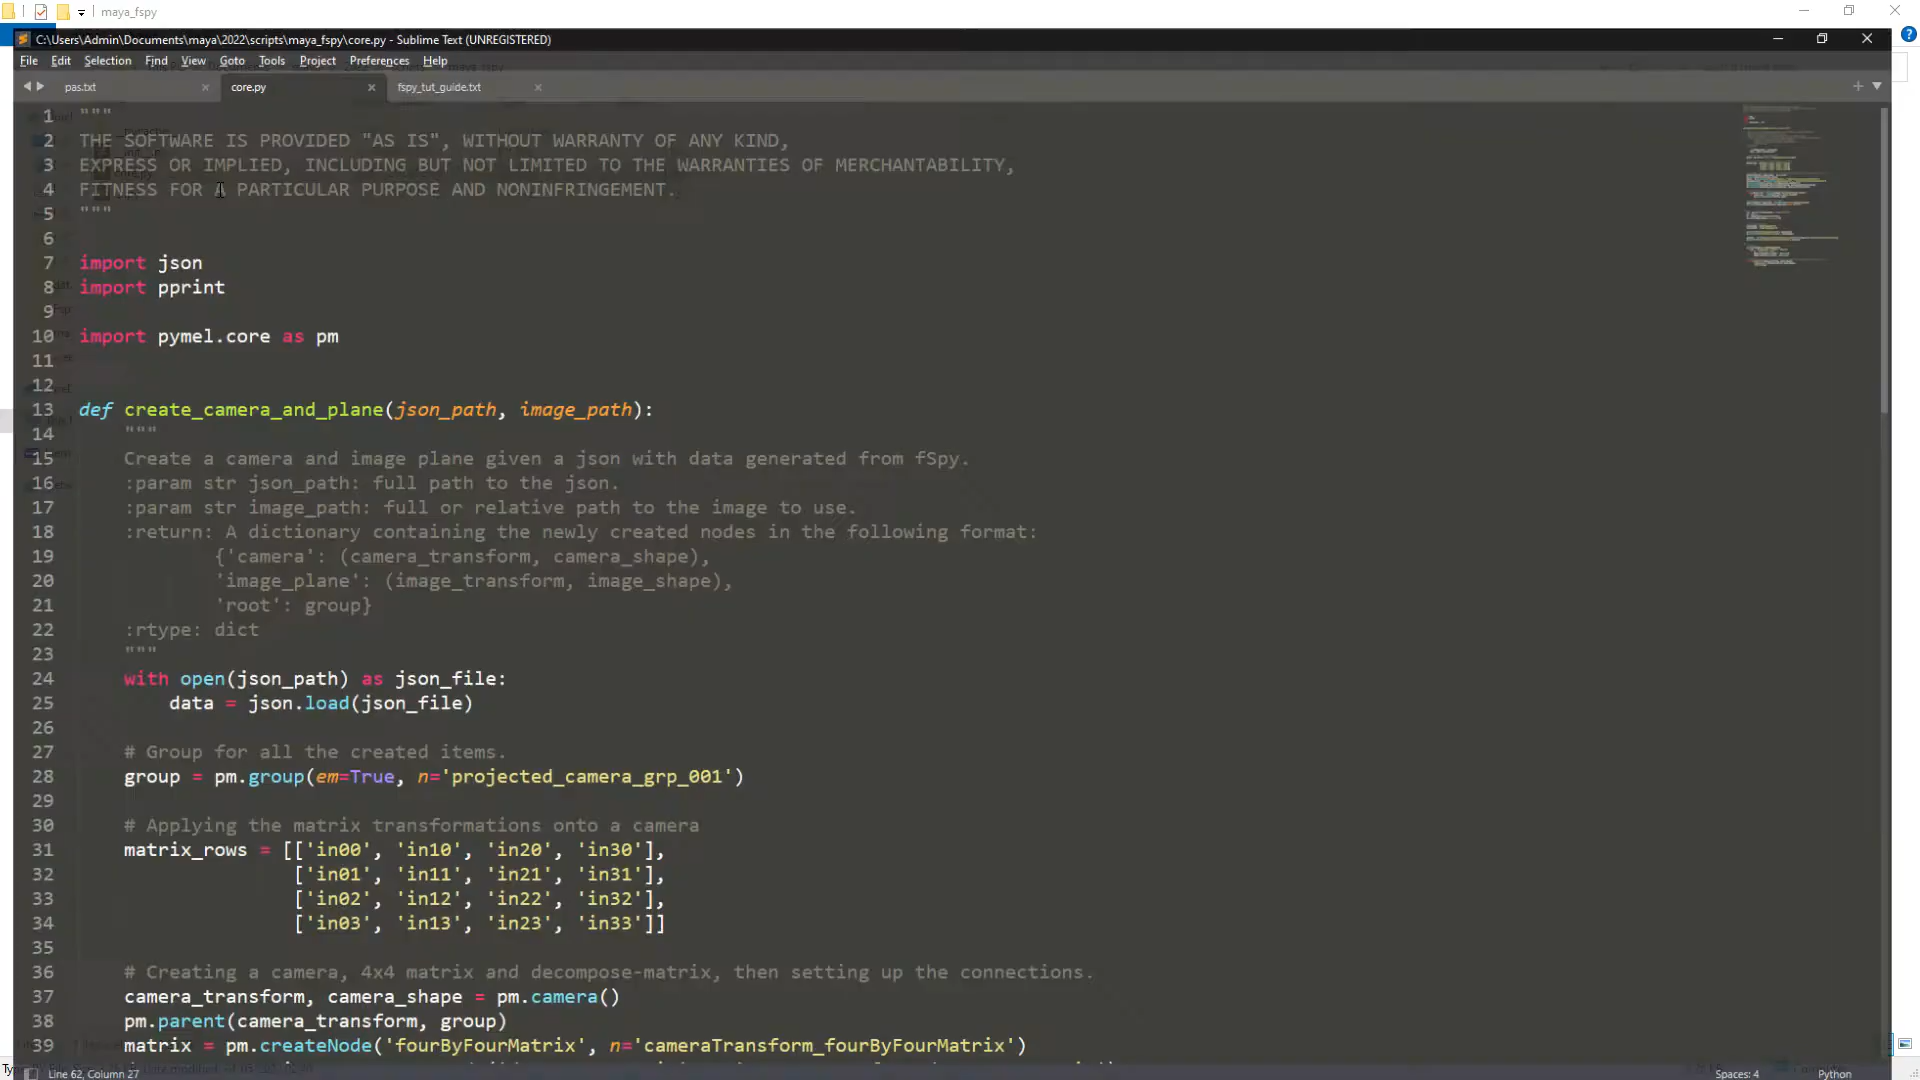 maya_fspy
C:\Users\Admin\Documents\maya\2022\scripts\maya_fspy\core.py - Sublime Text (UNREGISTERED)
File Edit Selection Find View Goto Tools Project Preferences Help
pas.txt core.py fspy_tut_guide.txt
1 """
2 THE SOFTWARE IS PROVIDED "AS IS", WITHOUT WARRANTY OF ANY KIND,
3 EXPRESS OR IMPLIED, INCLUDING BUT NOT LIMITED TO THE WARRANTIES OF MERCHANTABILITY,
4 FITNESS FOR A PARTICULAR PURPOSE AND NONINFRINGEMENT.
5 """
6
7 import json
8 import pprint
9
10 import pymel.core as pm
11
12
13 def create_camera_and_plane(json_path, image_path):
14 """
15 Create a camera and image plane given a json with data generated from fSpy.
16 :param str json_path: full path to the json.
17 :param str image_path: full or relative path to the image to use.
18 :return: A dictionary containing the newly created nodes in the following format:
19 {'camera': (camera_transform, camera_shape),
20 'image_plane': (image_transform, image_shape),
21 'root': group}
22 :rtype: dict
23 """
24 with open(json_path) as json_file:
25 data = json.load(json_file)
26
27 # Group for all the created items.
28 group = pm.group(em=True, n='projected_camera_grp_001')
29
30 # Applying the matrix transformations onto a camera
31 matrix_rows = [['in00', 'in10', 'in20', 'in30'],
32 ['in01', 'in11', 'in21', 'in31'],
33 ['in02', 'in12', 'in22', 'in32'],
34 ['in03', 'in13', 'in23', 'in33']]
35
36 # Creating a camera, 4x4 matrix and decompose-matrix, then setting up the connections.
37 camera_transform, camera_shape = pm.camera()
38 pm.parent(camera_transform, group)
39 matrix = pm.createNode('fourByFourMatrix', n='cameraTransform_fourByFourMatrix')
Line 62, Column 27 Spaces: 4 Python